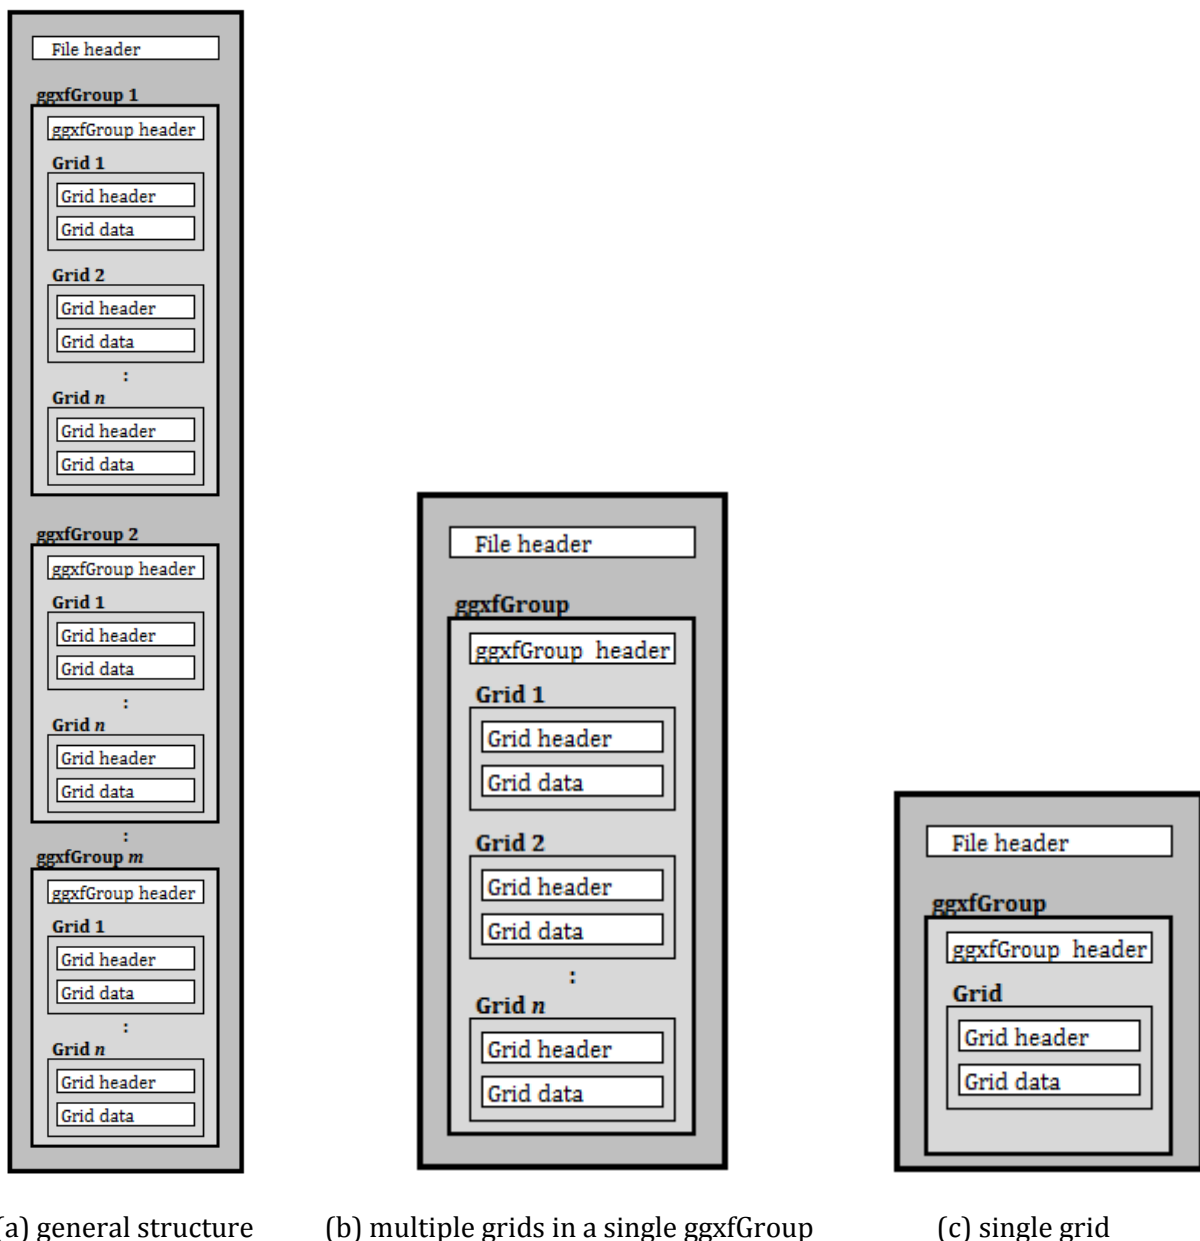 File header
ggxfGroup 1
ggxfGroup header
Grid 1
Grid header
Grid data
Grid 2
Grid header
Grid data
:
Grid n
Grid header
Grid data
ggxfGroup 2
ggxfGroup header
Grid 1
Grid header
Grid data
:
Grid n
Grid header
Grid data
:
ggxfGroup m
ggxfGroup header
Grid 1
Grid header
Grid data
:
Grid n
Grid header
Grid data
(a) general structure
File header
ggxfGroup
ggxfGroup header
Grid 1
Grid header
Grid data
Grid 2
Grid header
Grid data
:
Grid n
Grid header
Grid data
(b) multiple grids in a single ggxfGroup
File header
ggxfGroup
ggxfGroup header
Grid
Grid header
Grid data
(c) single grid